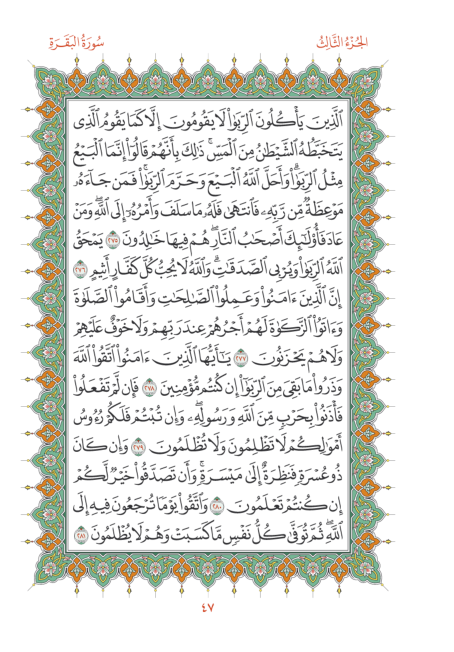 الجُزْءُ الثَّالِثُ
سُورَةُ البَقَرَةِ
ٱلَّذِينَ يَأْكُلُونَ ٱلرِّبَوٰا۟ لَا يَقُومُونَ إِلَّا كَمَا يَقُومُ ٱلَّذِى
يَتَخَبَّطُهُ ٱلشَّيْطَٰنُ مِنَ ٱلْمَسِّ ذَٰلِكَ بِأَنَّهُمْ قَالُوٓا۟ إِنَّمَا ٱلْبَيْعُ
مِثْلُ ٱلرِّبَوٰا۟ وَأَحَلَّ ٱللَّهُ ٱلْبَيْعَ وَحَرَّمَ ٱلرِّبَوٰا۟ فَمَن جَآءَهُۥ
مَوْعِظَةٌ مِّن رَّبِّهِۦ فَٱنتَهَىٰ فَلَهُۥ مَا سَلَفَ وَأَمْرُهُۥٓ إِلَى ٱللَّهِ وَمَنْ
عَادَ فَأُو۟لَٰٓئِكَ أَصْحَٰبُ ٱلنَّارِ هُمْ فِيهَا خَٰلِدُونَ ٢٧٥ يَمْحَقُ
ٱللَّهُ ٱلرِّبَوٰا۟ وَيُرْبِى ٱلصَّدَقَٰتِ وَٱللَّهُ لَا يُحِبُّ كُلَّ كَفَّارٍ أَثِيمٍ ٢٧٦
إِنَّ ٱلَّذِينَ ءَامَنُوا۟ وَعَمِلُوا۟ ٱلصَّٰلِحَٰتِ وَأَقَامُوا۟ ٱلصَّلَوٰةَ
وَءَاتَوُا۟ ٱلزَّكَوٰةَ لَهُمْ أَجْرُهُمْ عِندَ رَبِّهِمْ وَلَا خَوْفٌ عَلَيْهِمْ
وَلَا هُمْ يَحْزَنُونَ ٢٧٧ يَٰٓأَيُّهَا ٱلَّذِينَ ءَامَنُوا۟ ٱتَّقُوا۟ ٱللَّهَ
وَذَرُوا۟ مَا بَقِىَ مِنَ ٱلرِّبَوٰٓا۟ إِن كُنتُم مُّؤْمِنِينَ ٢٧٨ فَإِن لَّمْ تَفْعَلُوا۟
فَأْذَنُوا۟ بِحَرْبٍ مِّنَ ٱللَّهِ وَرَسُولِهِۦ وَإِن تُبْتُمْ فَلَكُمْ رُءُوسُ
أَمْوَٰلِكُمْ لَا تَظْلِمُونَ وَلَا تُظْلَمُونَ ٢٧٩ وَإِن كَانَ
ذُو عُسْرَةٍ فَنَظِرَةٌ إِلَىٰ مَيْسَرَةٍ وَأَن تَصَدَّقُوا۟ خَيْرٌ لَّكُمْ
إِن كُنتُمْ تَعْلَمُونَ ٢٨٠ وَٱتَّقُوا۟ يَوْمًا تُرْجَعُونَ فِيهِ إِلَى
ٱللَّهِ ثُمَّ تُوَفَّىٰ كُلُّ نَفْسٍ مَّا كَسَبَتْ وَهُمْ لَا يُظْلَمُونَ ٢٨١
٤٧